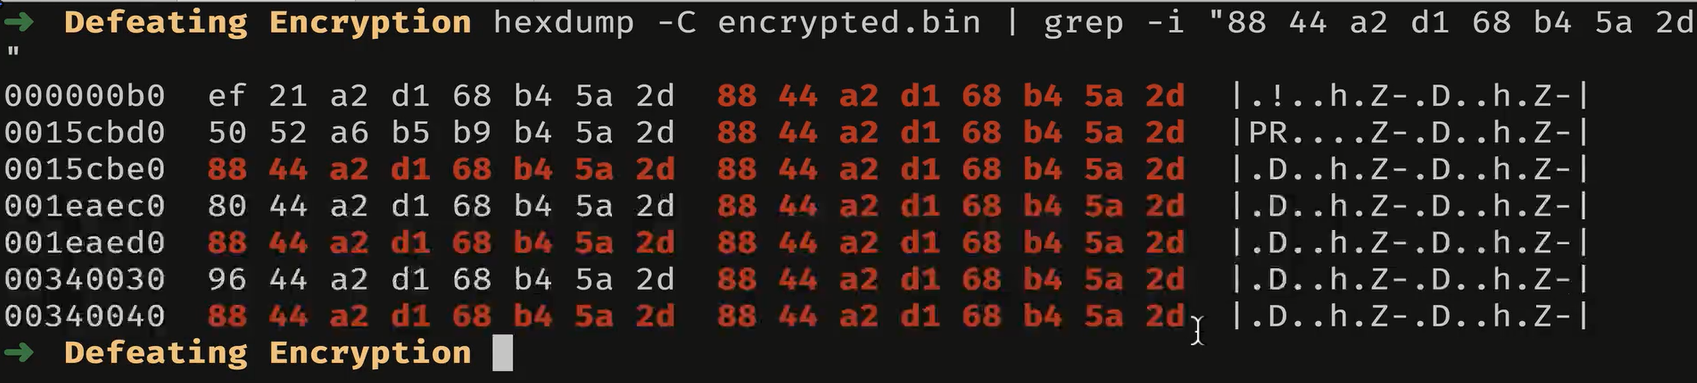 ➜ Defeating Encryption hexdump -C encrypted.bin | grep -i "88 44 a2 d1 68 b4 5a 2d
"
000000b0 ef 21 a2 d1 68 b4 5a 2d 88 44 a2 d1 68 b4 5a 2d |.!..h.Z-.D..h.Z-|
0015cbd0 50 52 a6 b5 b9 b4 5a 2d 88 44 a2 d1 68 b4 5a 2d |PR....Z-.D..h.Z-|
0015cbe0 88 44 a2 d1 68 b4 5a 2d 88 44 a2 d1 68 b4 5a 2d |.D..h.Z-.D..h.Z-|
001eaec0 80 44 a2 d1 68 b4 5a 2d 88 44 a2 d1 68 b4 5a 2d |.D..h.Z-.D..h.Z-|
001eaed0 88 44 a2 d1 68 b4 5a 2d 88 44 a2 d1 68 b4 5a 2d |.D..h.Z-.D..h.Z-|
00340030 96 44 a2 d1 68 b4 5a 2d 88 44 a2 d1 68 b4 5a 2d |.D..h.Z-.D..h.Z-|
00340040 88 44 a2 d1 68 b4 5a 2d 88 44 a2 d1 68 b4 5a 2d |.D..h.Z-.D..h.Z-|
➜ Defeating Encryption